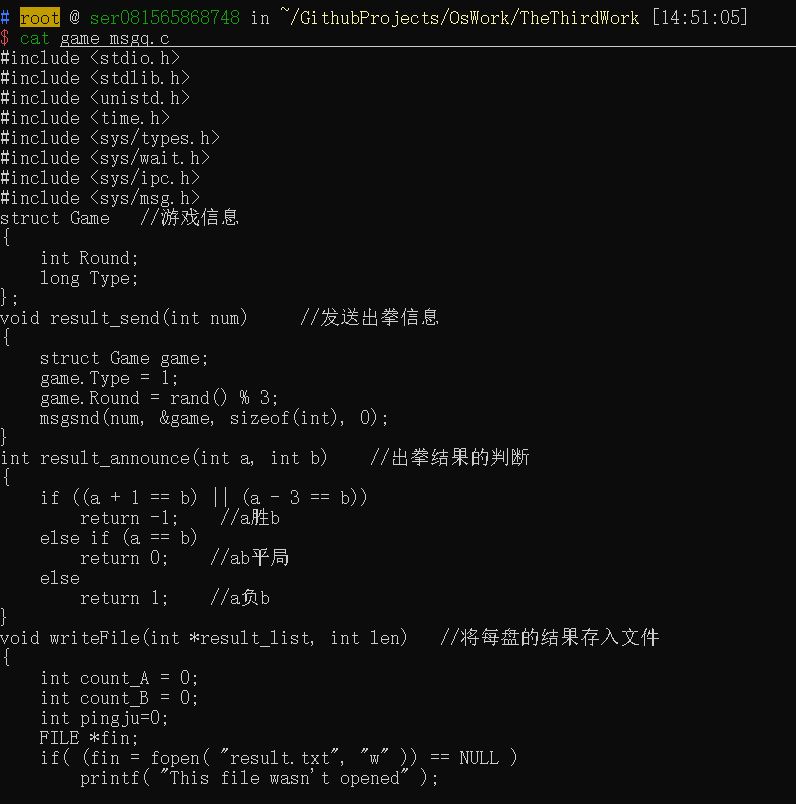 # root @ ser081565868748 in ~/GithubProjects/OsWork/TheThirdWork [14:51:05]
$ cat game_msgq.c
#include <stdio.h>
#include <stdlib.h>
#include <unistd.h>
#include <time.h>
#include <sys/types.h>
#include <sys/wait.h>
#include <sys/ipc.h>
#include <sys/msg.h>
struct Game   //游戏信息
{
    int Round;
    long Type;
};
void result_send(int num)     //发送出拳信息
{
    struct Game game;
    game.Type = 1;
    game.Round = rand() % 3;
    msgsnd(num, &game, sizeof(int), 0);
}
int result_announce(int a, int b)    //出拳结果的判断
{
    if ((a + 1 == b) || (a - 3 == b))
        return -1;    //a胜b
    else if (a == b)
        return 0;    //ab平局
    else
        return 1;    //a负b
}
void writeFile(int *result_list, int len)   //将每盘的结果存入文件
{
    int count_A = 0;
    int count_B = 0;
    int pingju=0;
    FILE *fin;
    if( (fin = fopen( "result.txt", "w" )) == NULL )
        printf( "This file wasn't opened" );